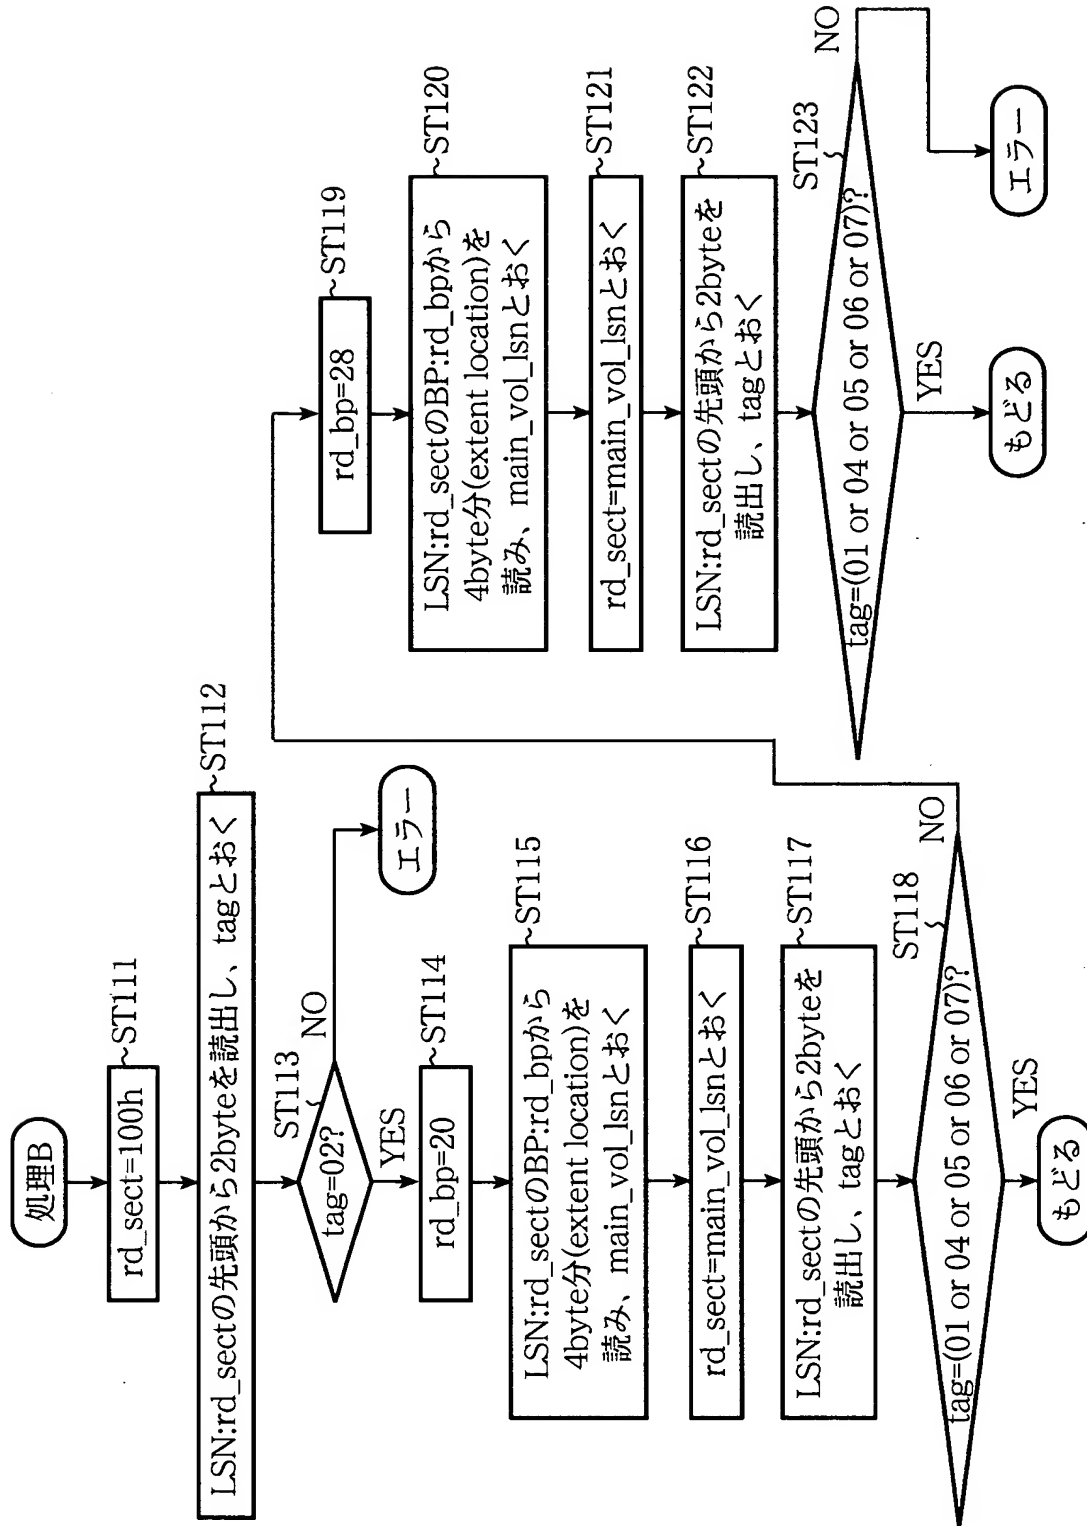 処理B
rd_sect=100h
ST111
LSN:rd_sectの先頭から2byteを読出し、tagとおく
ST112
tag=02?
ST113
NO
エラー
YES
rd_bp=20
ST114
LSN:rd_sectのBP:rd_bpから
4byte分(extent location)を
読み、main_vol_lsnとおく
ST115
rd_sect=main_vol_lsnとおく
ST116
LSN:rd_sectの先頭から2byteを
読出し、tagとおく
ST117
tag=(01 or 04 or 05 or 06 or 07)?
ST118
NO
YES
もどる
rd_bp=28
ST119
LSN:rd_sectのBP:rd_bpから
4byte分(extent location)を
読み、main_vol_lsnとおく
ST120
rd_sect=main_vol_lsnとおく
ST121
LSN:rd_sectの先頭から2byteを
読出し、tagとおく
ST122
tag=(01 or 04 or 05 or 06 or 07)?
ST123
NO
エラー
YES
もどる